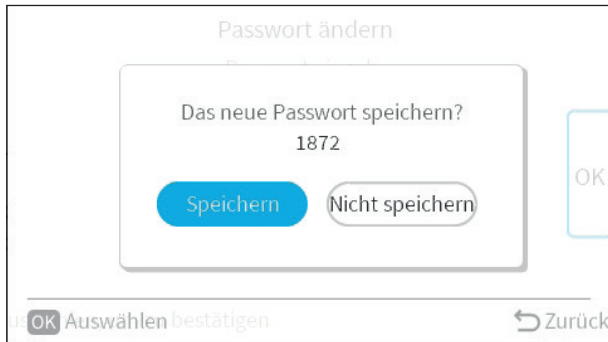 Passwort ändern
Das neue Passwort speichern?
1872
Speichern Nicht speichern
OK
OK Auswählen bestätigen Zurück